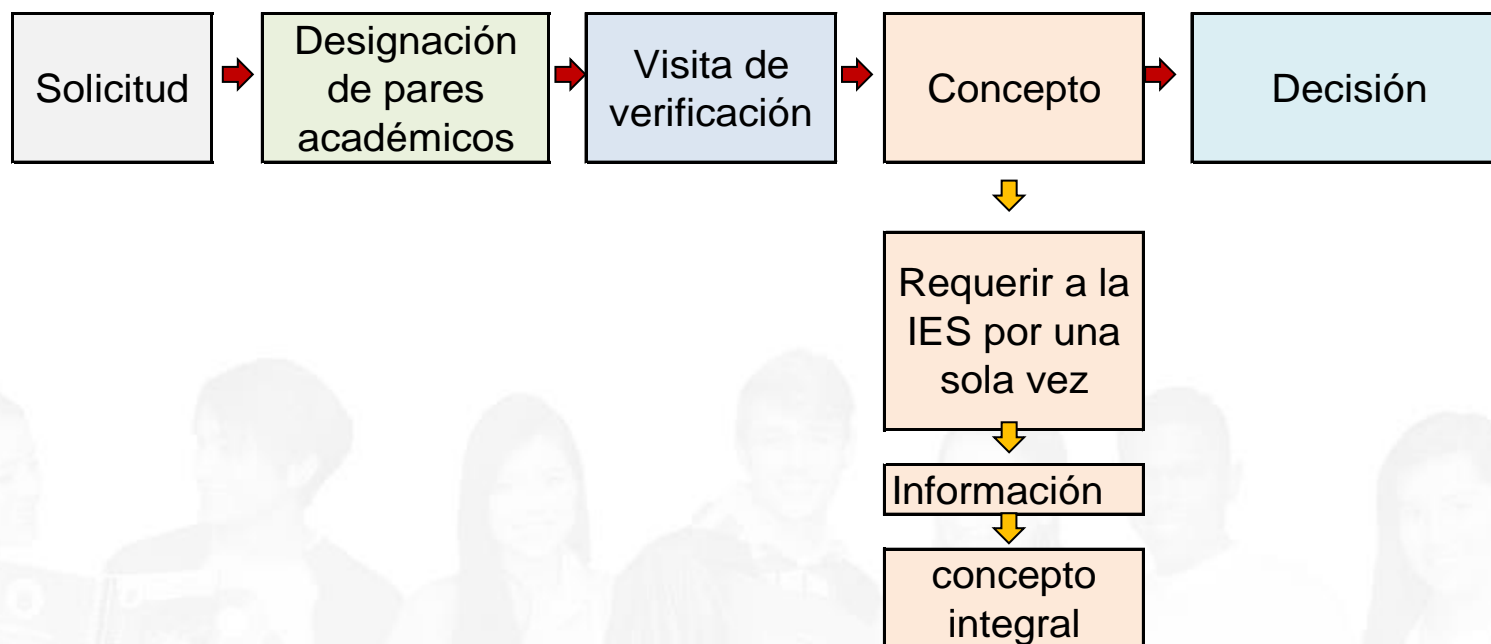 Solicitud
Designación
de pares
académicos
Visita de
verificación
Concepto
Decisión
Requerir a la
IES por una
sola vez
Información
concepto
integral